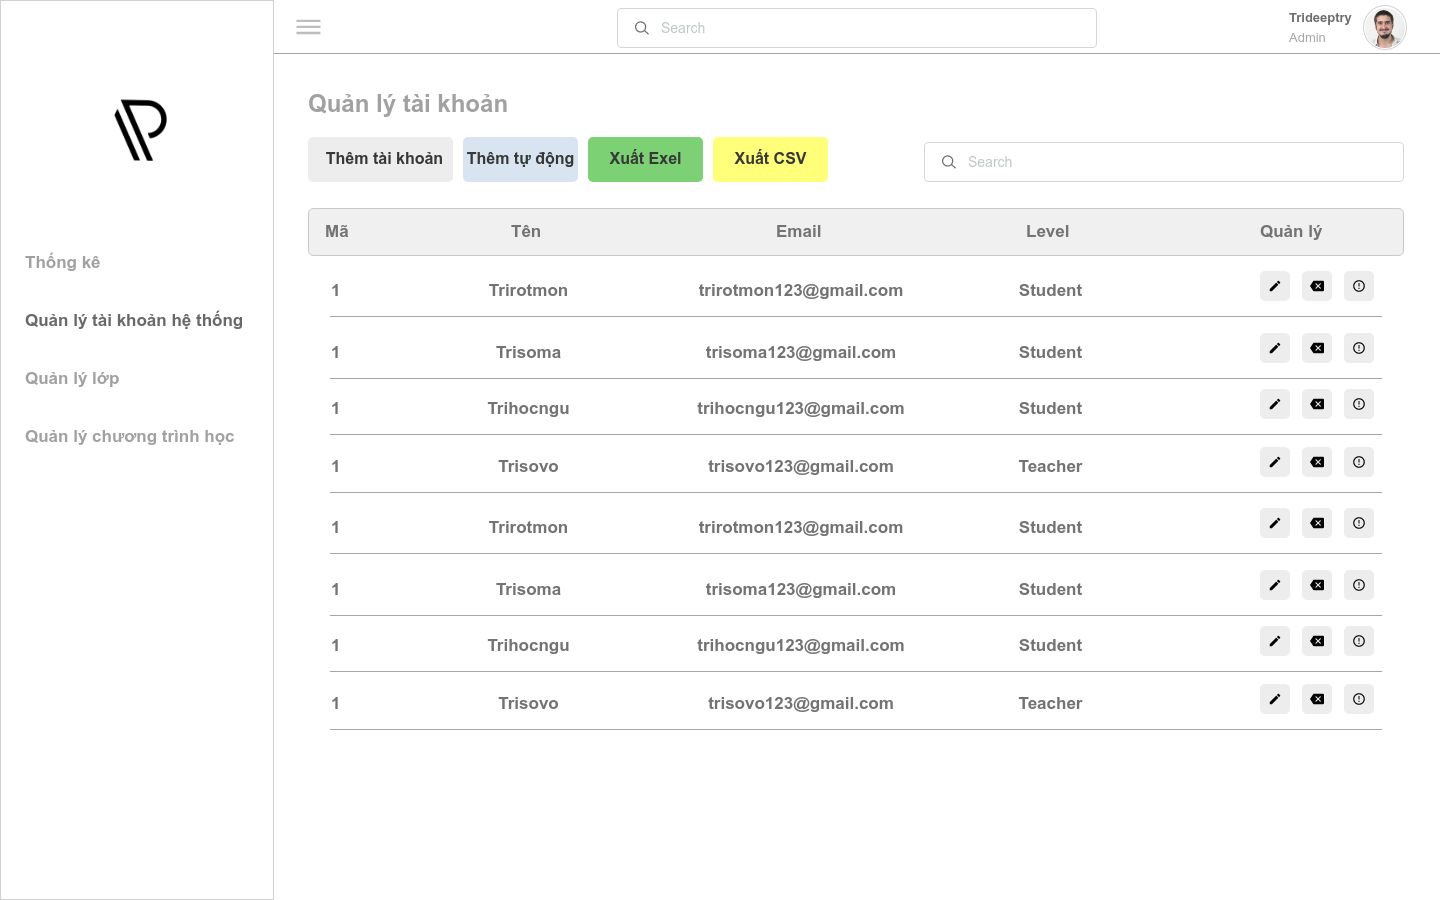 Search
Trideeptry
Admin
Thống kê
Quản lý tài khoản hệ thống
Quản lý lớp
Quản lý chương trình học
Quản lý tài khoản
Thêm tài khoản Thêm tự động Xuất Exel Xuất CSV Search
Mã Tên Email Level Quản lý
1 Trirotmon trirotmon123@gmail.com Student
1 Trisoma trisoma123@gmail.com Student
1 Trihocngu trihocngu123@gmail.com Student
1 Trisovo trisovo123@gmail.com Teacher
1 Trirotmon trirotmon123@gmail.com Student
1 Trisoma trisoma123@gmail.com Student
1 Trihocngu trihocngu123@gmail.com Student
1 Trisovo trisovo123@gmail.com Teacher